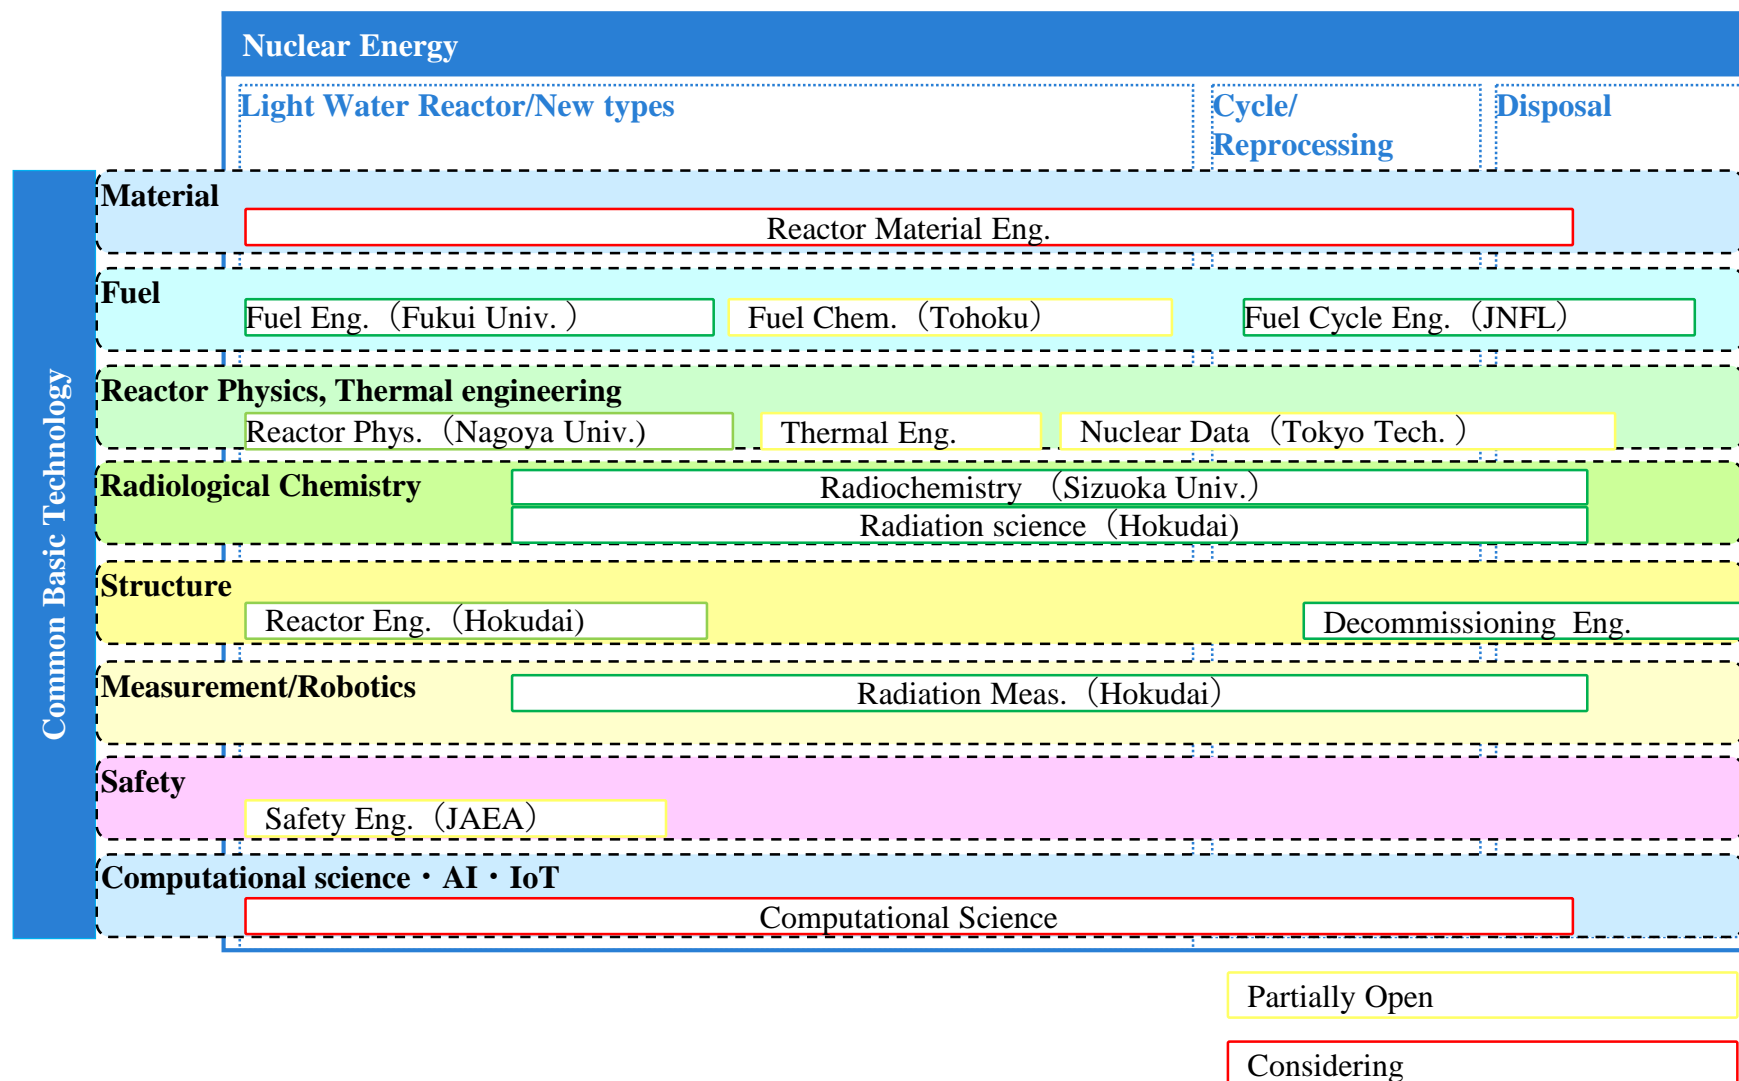 Nuclear Energy
Light Water Reactor/New types
Cycle/
Reprocessing
Disposal
Common Basic Technology
Material
Reactor Material Eng.
Fuel
Fuel Eng.（Fukui Univ. ）
Fuel Chem.（Tohoku）
Fuel Cycle Eng.（JNFL）
Reactor Physics, Thermal engineering
Reactor Phys.（Nagoya Univ.)
Thermal Eng.
Nuclear Data（Tokyo Tech. ）
Radiological Chemistry
Radiochemistry （Sizuoka Univ.）
Radiation science（Hokudai)
Structure
Reactor Eng.（Hokudai)
Decommissioning  Eng.
Measurement/Robotics
Radiation Meas.（Hokudai）
Safety
Safety Eng.（JAEA）
Computational science・AI・IoT
Computational Science
Partially Open
Considering